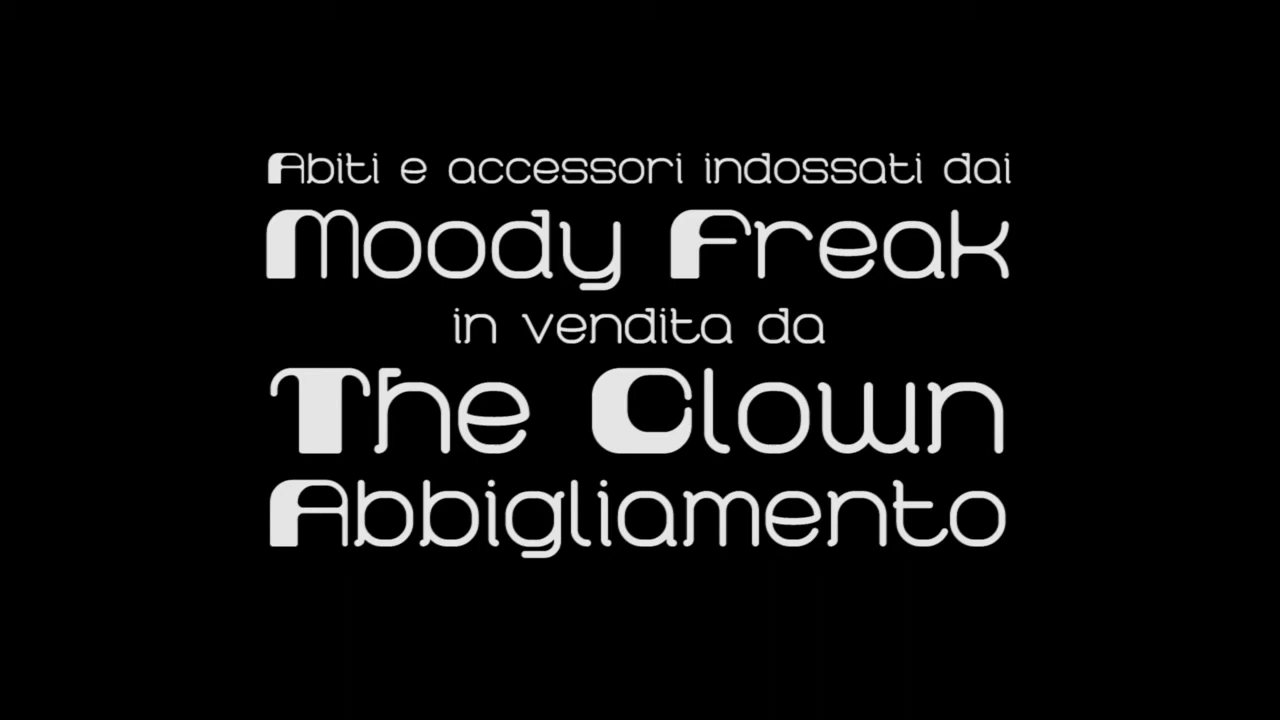 Abiti e accessori indossati dai
Moody Freak
in vendita da
The Clown
Abbigliamento